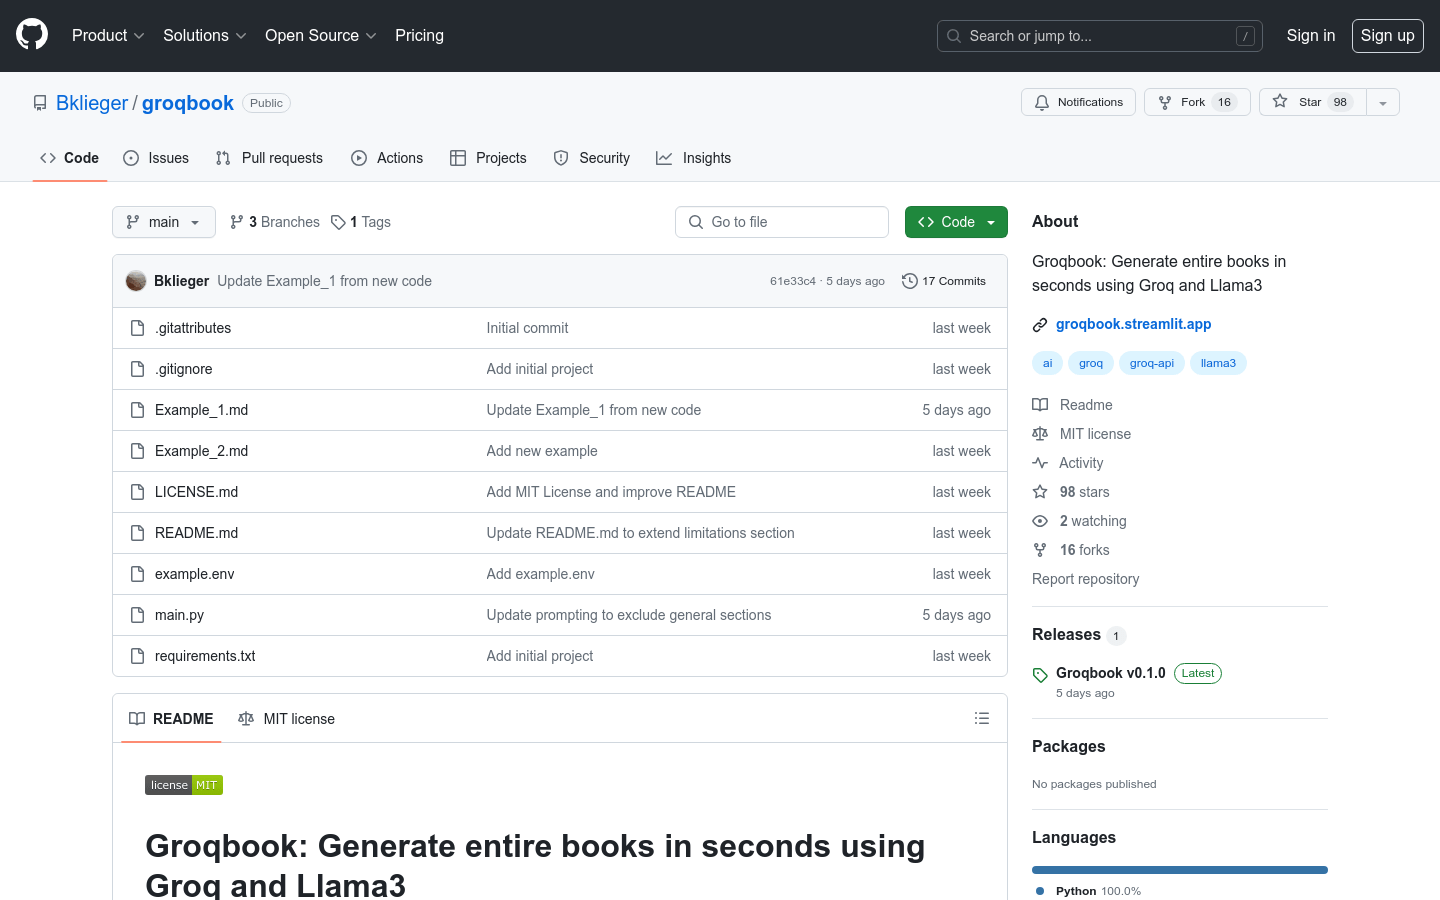 Product Solutions Open Source Pricing Search or jump to... / Sign in Sign up
Bklieger / groqbook Public Notifications Fork 16 Star 98
Code Issues Pull requests Actions Projects Security Insights
main 3 Branches 1 Tags Go to file Code
Bklieger Update Example_1 from new code 61e33c4 · 5 days ago 17 Commits
.gitattributes Initial commit last week
.gitignore Add initial project last week
Example_1.md Update Example_1 from new code 5 days ago
Example_2.md Add new example last week
LICENSE.md Add MIT License and improve README last week
README.md Update README.md to extend limitations section last week
example.env Add example.env last week
main.py Update prompting to exclude general sections 5 days ago
requirements.txt Add initial project last week
README MIT license
license MIT
Groqbook: Generate entire books in seconds using
Groq and Llama3
About
Groqbook: Generate entire books in
seconds using Groq and Llama3
groqbook.streamlit.app
ai groq groq-api llama3
Readme
MIT license
Activity
98 stars
2 watching
16 forks
Report repository
Releases 1
Groqbook v0.1.0 Latest
5 days ago
Packages
No packages published
Languages
Python 100.0%